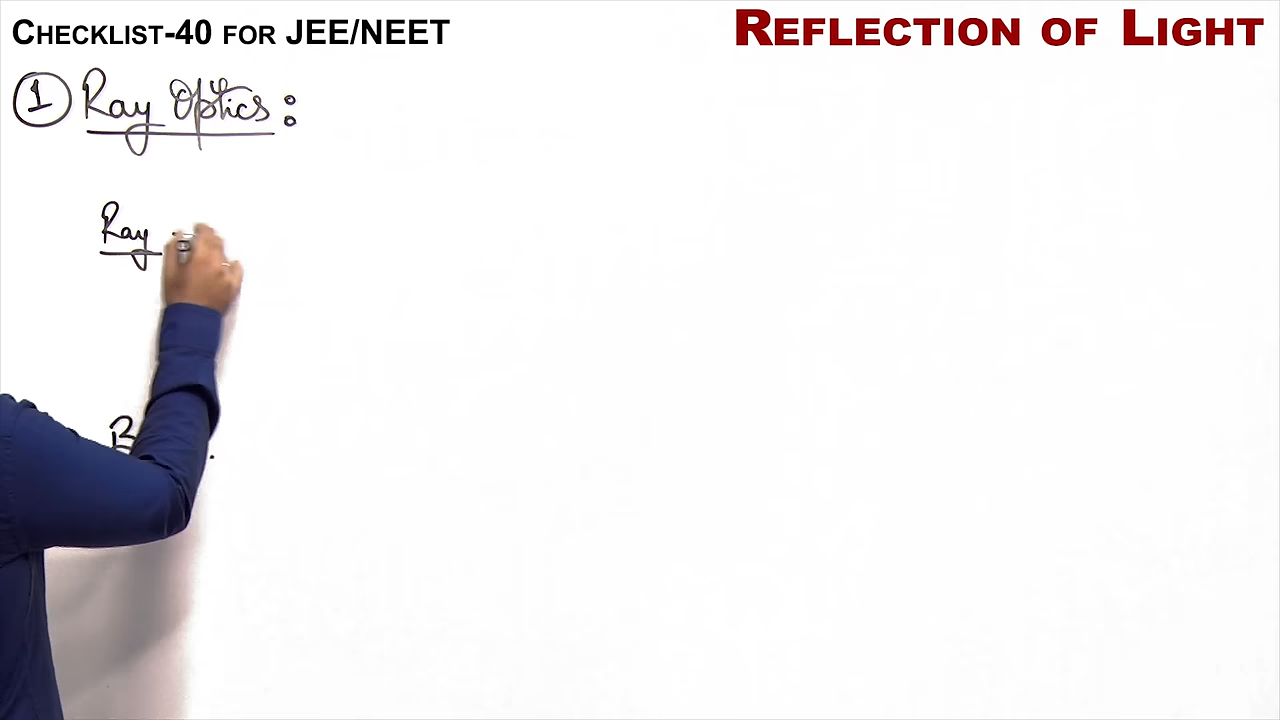 Checklist-40 for JEE/NEET
Reflection of Light
1 Ray Optics :
Ray
B